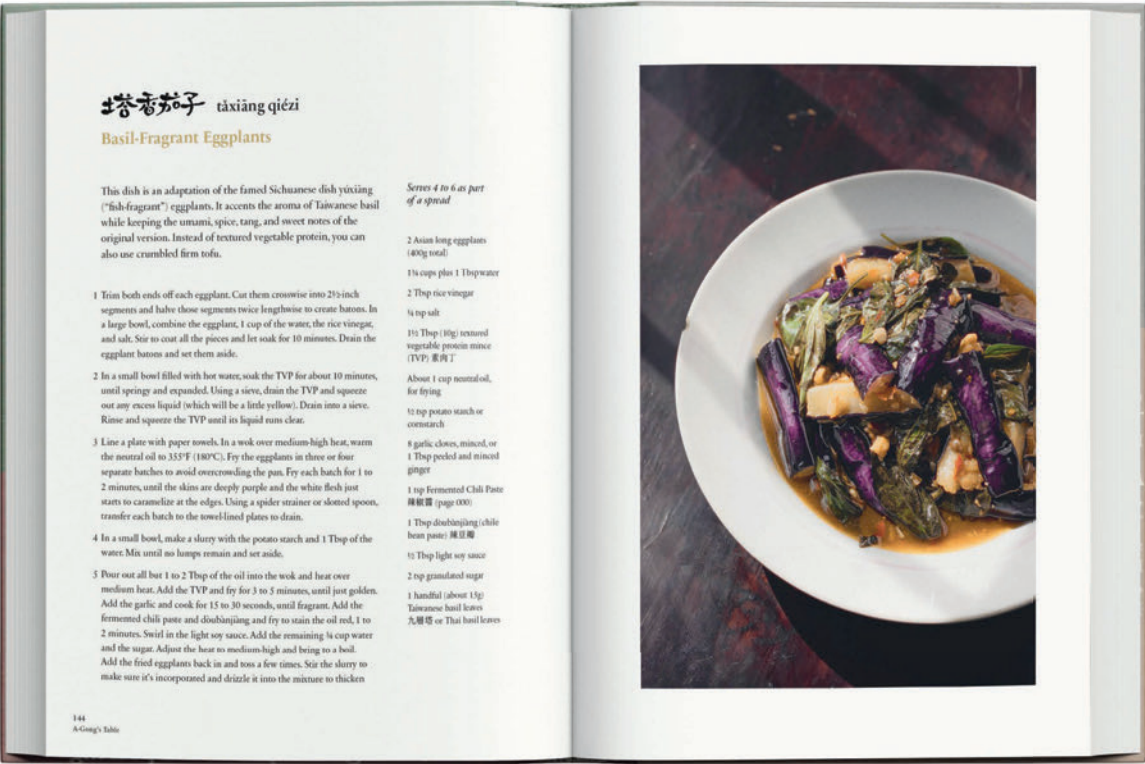 塔香茄子 tǎxiāng qiézi
Basil-Fragrant Eggplants
This dish is an adaptation of the famed Sichuanese dish yúxiāng
("fish-fragrant") eggplants. It accents the aroma of Taiwanese basil
while keeping the umami, spice, tang, and sweet notes of the
original version. Instead of textured vegetable protein, you can
also use crumbled firm tofu.
1 Trim both ends off each eggplant. Cut them crosswise into 2½-inch
segments and halve those segments twice lengthwise to create batons. In
a large bowl, combine the eggplant, 1 cup of the water, the rice vinegar,
and salt. Stir to coat all the pieces and let soak for 10 minutes. Drain the
eggplant batons and set them aside.
2 In a small bowl filled with hot water, soak the TVP for about 10 minutes,
until springy and expanded. Using a sieve, drain the TVP and squeeze
out any excess liquid (which will be a little yellow). Drain into a sieve.
Rinse and squeeze the TVP until its liquid runs clear.
3 Line a plate with paper towels. In a wok over medium-high heat, warm
the neutral oil to 355°F (180°C). Fry the eggplants in three or four
separate batches to avoid overcrowding the pan. Fry each batch for 1 to
2 minutes, until the skins are deeply purple and the white flesh just
starts to caramelize at the edges. Using a spider strainer or slotted spoon,
transfer each batch to the towel-lined plates to drain.
4 In a small bowl, make a slurry with the potato starch and 1 Tbsp of the
water. Mix until no lumps remain and set aside.
5 Pour out all but 1 to 2 Tbsp of the oil into the wok and heat over
medium heat. Add the TVP and fry for 3 to 5 minutes, until just golden.
Add the garlic and cook for 15 to 30 seconds, until fragrant. Add the
fermented chili paste and dòubànjiàng and fry to stain the oil red, 1 to
2 minutes. Swirl in the light soy sauce. Add the remaining ¼ cup water
and the sugar. Adjust the heat to medium-high and bring to a boil.
Add the fried eggplants back in and toss a few times. Stir the slurry to
make sure it's incorporated and drizzle it into the mixture to thicken
Serves 4 to 6 as part
of a spread
2 Asian long eggplants
(400g total)
1¼ cups plus 1 Tbsp water
2 Tbsp rice vinegar
¼ tsp salt
1½ Tbsp (10g) textured
vegetable protein mince
(TVP) 素肉丁
About 1 cup neutral oil,
for frying
½ tsp potato starch or
cornstarch
8 garlic cloves, minced, or
1 Tbsp peeled and minced
ginger
1 tsp Fermented Chili Paste
辣椒醬 (page 000)
1 Tbsp dòubànjiàng (chile
bean paste) 辣豆瓣
½ Tbsp light soy sauce
2 tsp granulated sugar
1 handful (about 15g)
Taiwanese basil leaves
九層塔 or Thai basil leaves
144
A-Gong's Table